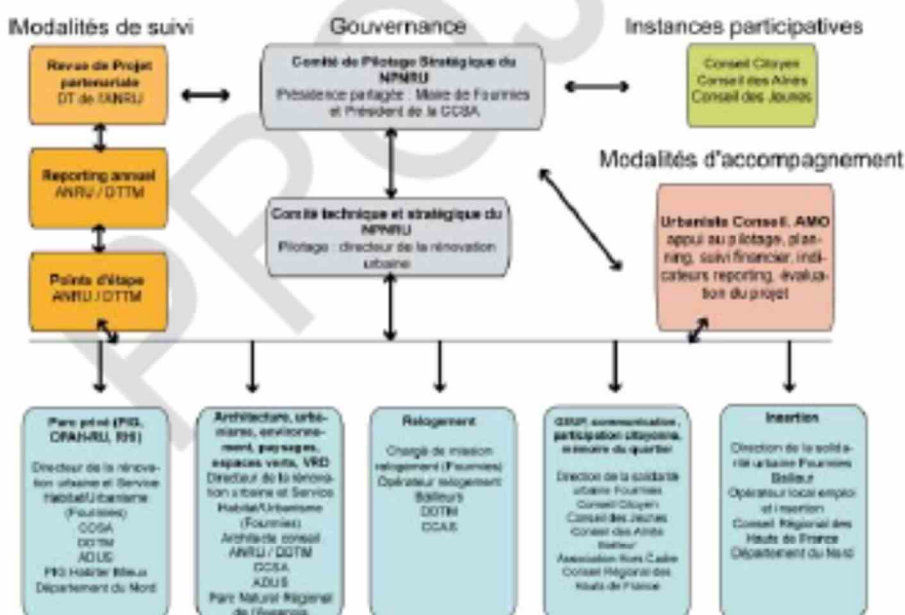 Modalités de suivi
Gouvernance
Instances participatives
Revue de Projet
partenariale
DT de l'ANRU
Comité de Pilotage Stratégique du
NPNRU
Présidence partagée : Maire de Fourmies
et Président de la CCSA
Conseil Citoyen
Conseil des Aînés
Conseil des Jeunes
Reporting annuel
ANRU / DTTM
Comité technique et stratégique du
NPNRU
Pilotage : directeur de la rénovation
urbaine
Modalités d'accompagnement
Urbaniste Conseil, AMO
appui au pilotage, plan-
ning, suivi financier, indi-
cateurs reporting, évalua-
tion du projet
Points d'étape
ANRU / DTTM
Parc privé (PIG,
OPAH-RU, RHI)
Directeur de la rénova-
tion urbaine et Service
Habitat/Urbanisme
(Fourmies)
CCSA
DDTM
ADUS
PIG Habiter Mieux
Département du Nord
Architecture, urba-
nisme, environne-
ment, paysages,
espaces verts, VRD
Directeur de la rénova-
tion urbaine et Service
Habitat/Urbanisme
(Fourmies)
Architecte conseil
ANRU / DDTM
CCSA
ADUS
Parc Naturel Régional
de l'Avesnois
Relogement
Chargé de mission
relogement (Fourmies)
Opérateur relogement
Bailleurs
DDTM
CCAS
GSUP, communication,
participation citoyenne,
mémoire du quartier
Direction de la solidarité
urbaine Fourmies
Conseil Citoyen
Conseil des Jeunes
Conseil des Aînés
Bailleur
Association Hors Cadre
Conseil Régional des
Hauts de France
Insertion
Direction de la solida-
rité urbaine Fourmies
Bailleur
Opérateur local emploi
et insertion
Conseil Régional des
Hauts de France
Département du Nord